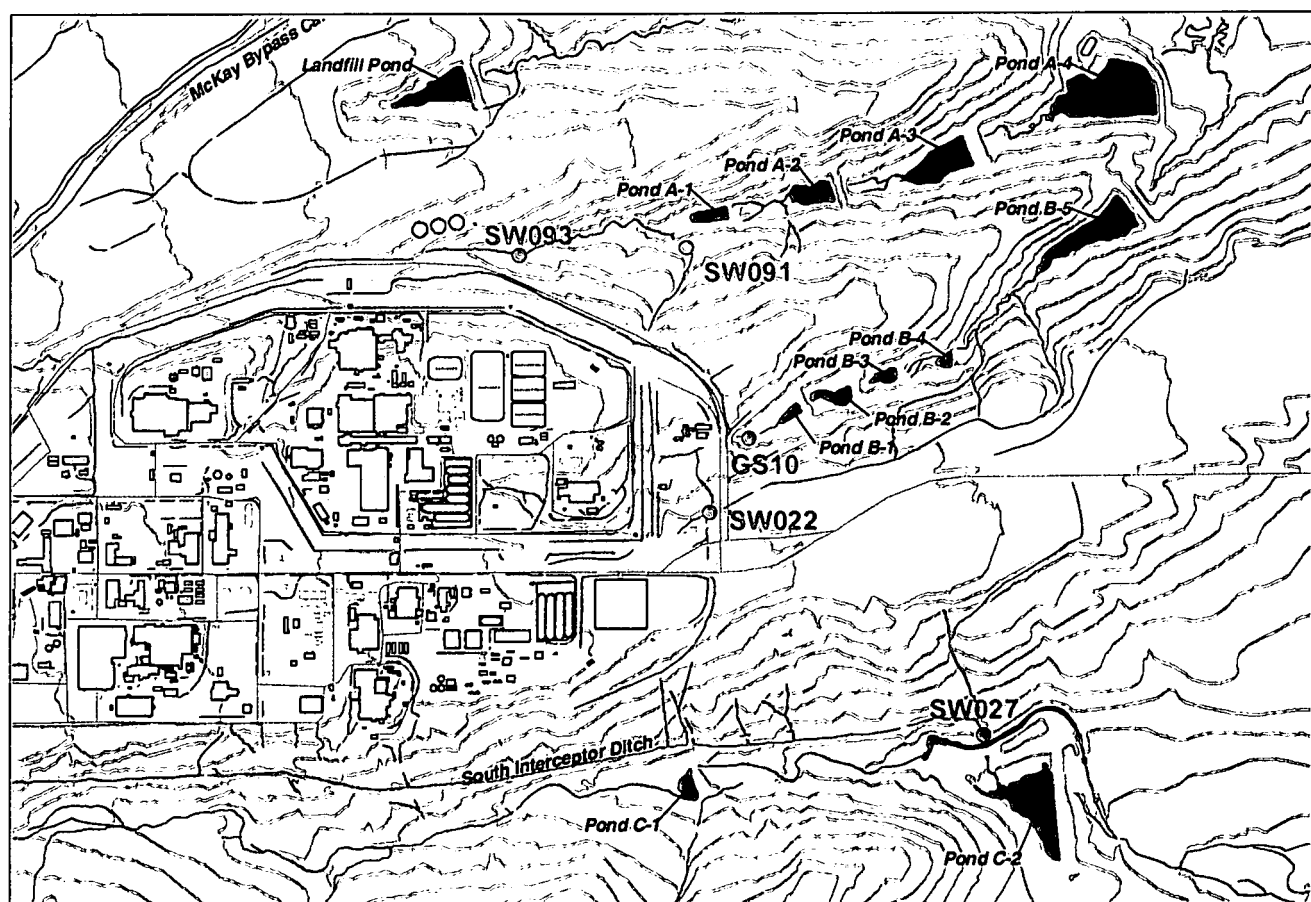 McKay Bypass Ca
Landfill Pond
Pond A-4
Pond A-3
Pond A-2
Pond A-1
Pond B-5
SW093
SW091
Pond B-4
Pond B-3
Pond B-2
Pond B-1
GS10
SW022
SW027
South Interceptor Ditch
Pond C-1
Pond C-2